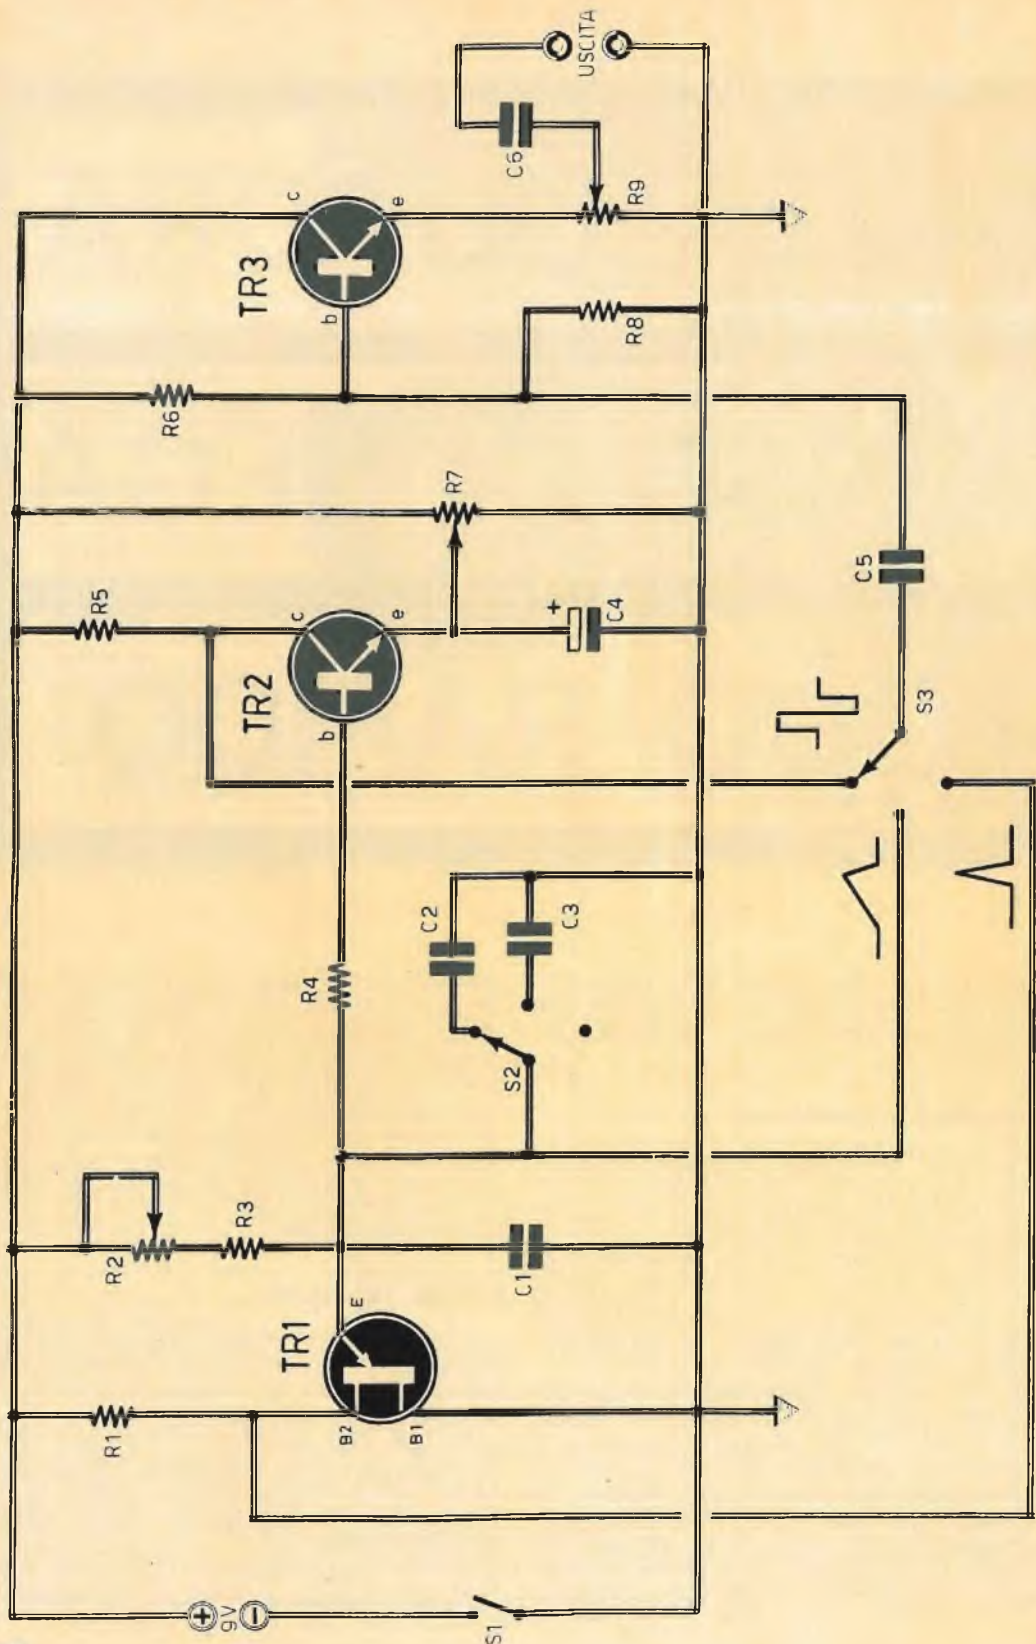 S1
+
9V
−
R1
B2
B1
TR1
E
R2
R3
C1
R4
S2
C2
C3
TR2
b
c
e
R5
+
C4
R7
S3
C5
R6
TR3
b
c
e
R8
R9
C6
USCITA